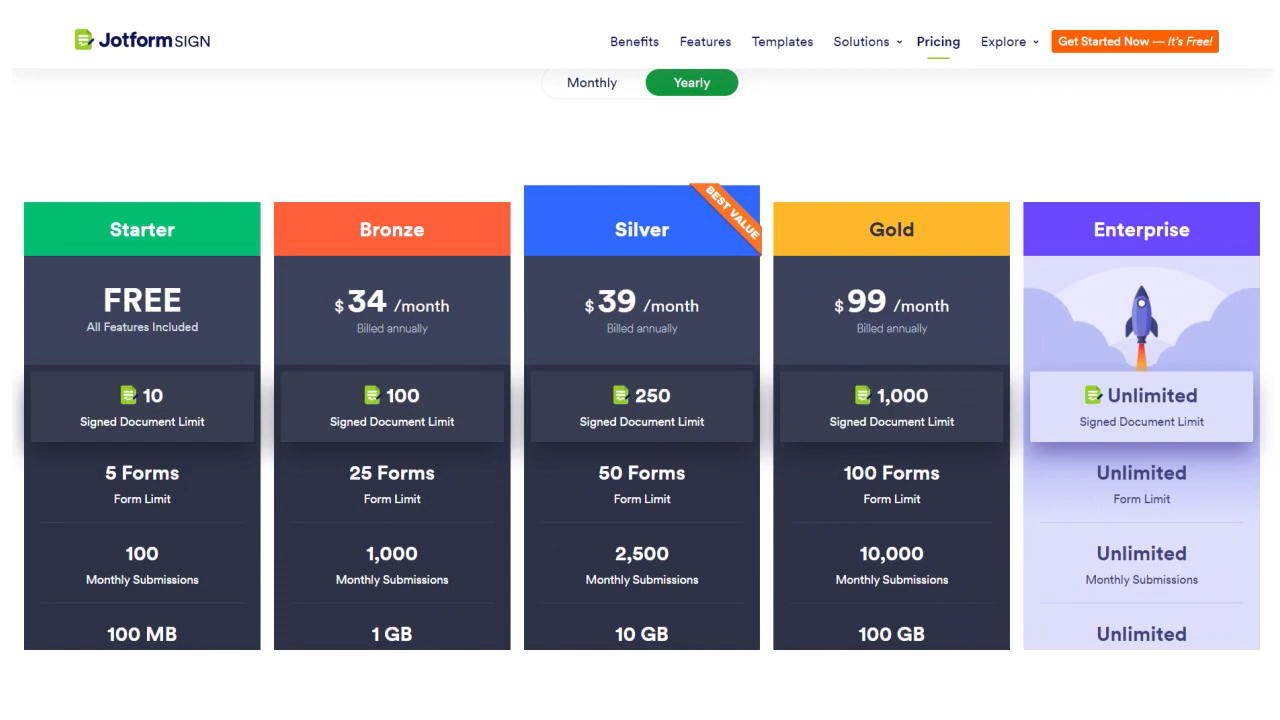 Jotform SIGN
Benefits Features Templates Solutions Pricing Explore Get Started Now — It's Free!
Monthly Yearly
Starter
FREE
All Features Included
10
Signed Document Limit
5 Forms
Form Limit
100
Monthly Submissions
100 MB
Bronze
$ 34 /month
Billed annually
100
Signed Document Limit
25 Forms
Form Limit
1,000
Monthly Submissions
1 GB
BEST VALUE
Silver
$ 39 /month
Billed annually
250
Signed Document Limit
50 Forms
Form Limit
2,500
Monthly Submissions
10 GB
Gold
$ 99 /month
Billed annually
1,000
Signed Document Limit
100 Forms
Form Limit
10,000
Monthly Submissions
100 GB
Enterprise
Unlimited
Signed Document Limit
Unlimited
Form Limit
Unlimited
Monthly Submissions
Unlimited